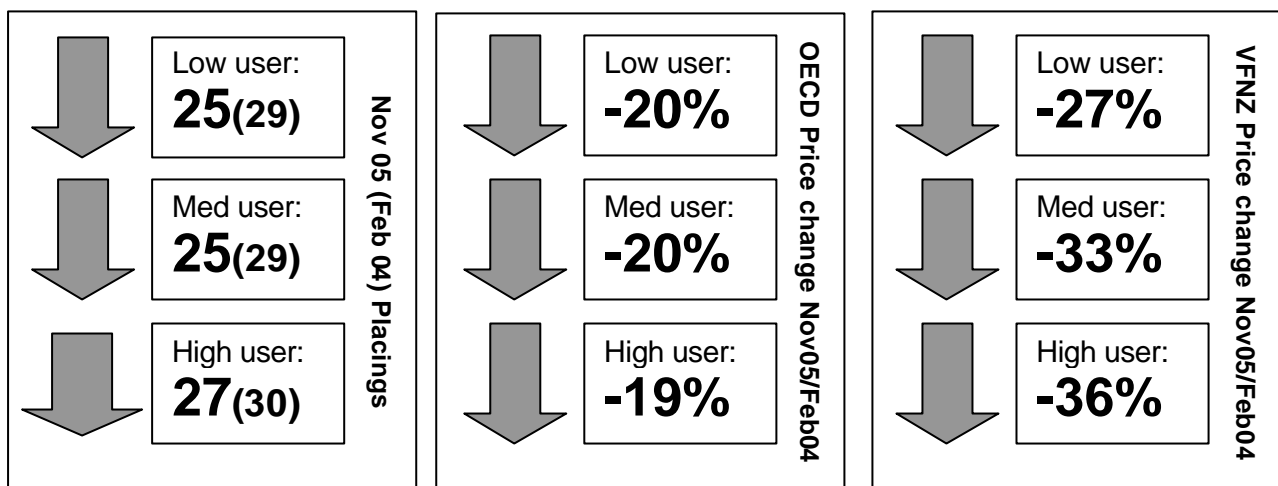 Low user:
25(29)
Med user:
25(29)
High user:
27(30)
Nov 05 (Feb 04) Placings
Low user:
-20%
Med user:
-20%
High user:
-19%
OECD Price change Nov05/Feb04
Low user:
-27%
Med user:
-33%
High user:
-36%
VFNZ Price change Nov05/Feb04